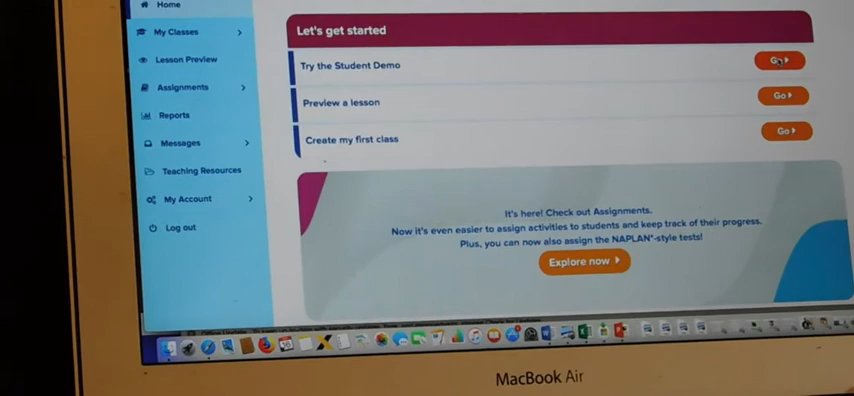 Home
My Classes
Lesson Preview
Assignments
Reports
Messages
Teaching Resources
My Account
Log out
Let's get started
Try the Student Demo
Go
Preview a lesson
Go
Create my first class
Go
It's here! Check out Assignments.
Now it's even easier to assign activities to students and keep track of their progress.
Plus, you can now also assign the NAPLAN*-style tests!
Explore now
MacBook Air